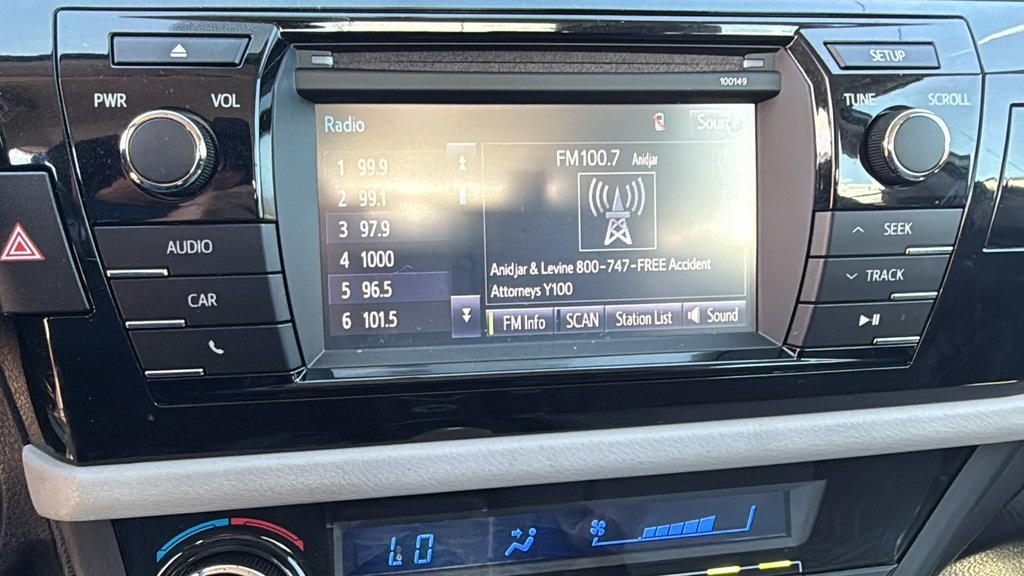 SETUP
100149
PWR VOL
TUNE SCROLL
Radio
Source
FM100.7 Anidjar
1 99.9
2 99.1
3 97.9
4 1000
5 96.5
6 101.5
Anidjar & Levine 800-747-FREE Accident
Attorneys Y100
FM Info SCAN Station List Sound
AUDIO
CAR
SEEK
TRACK
LO